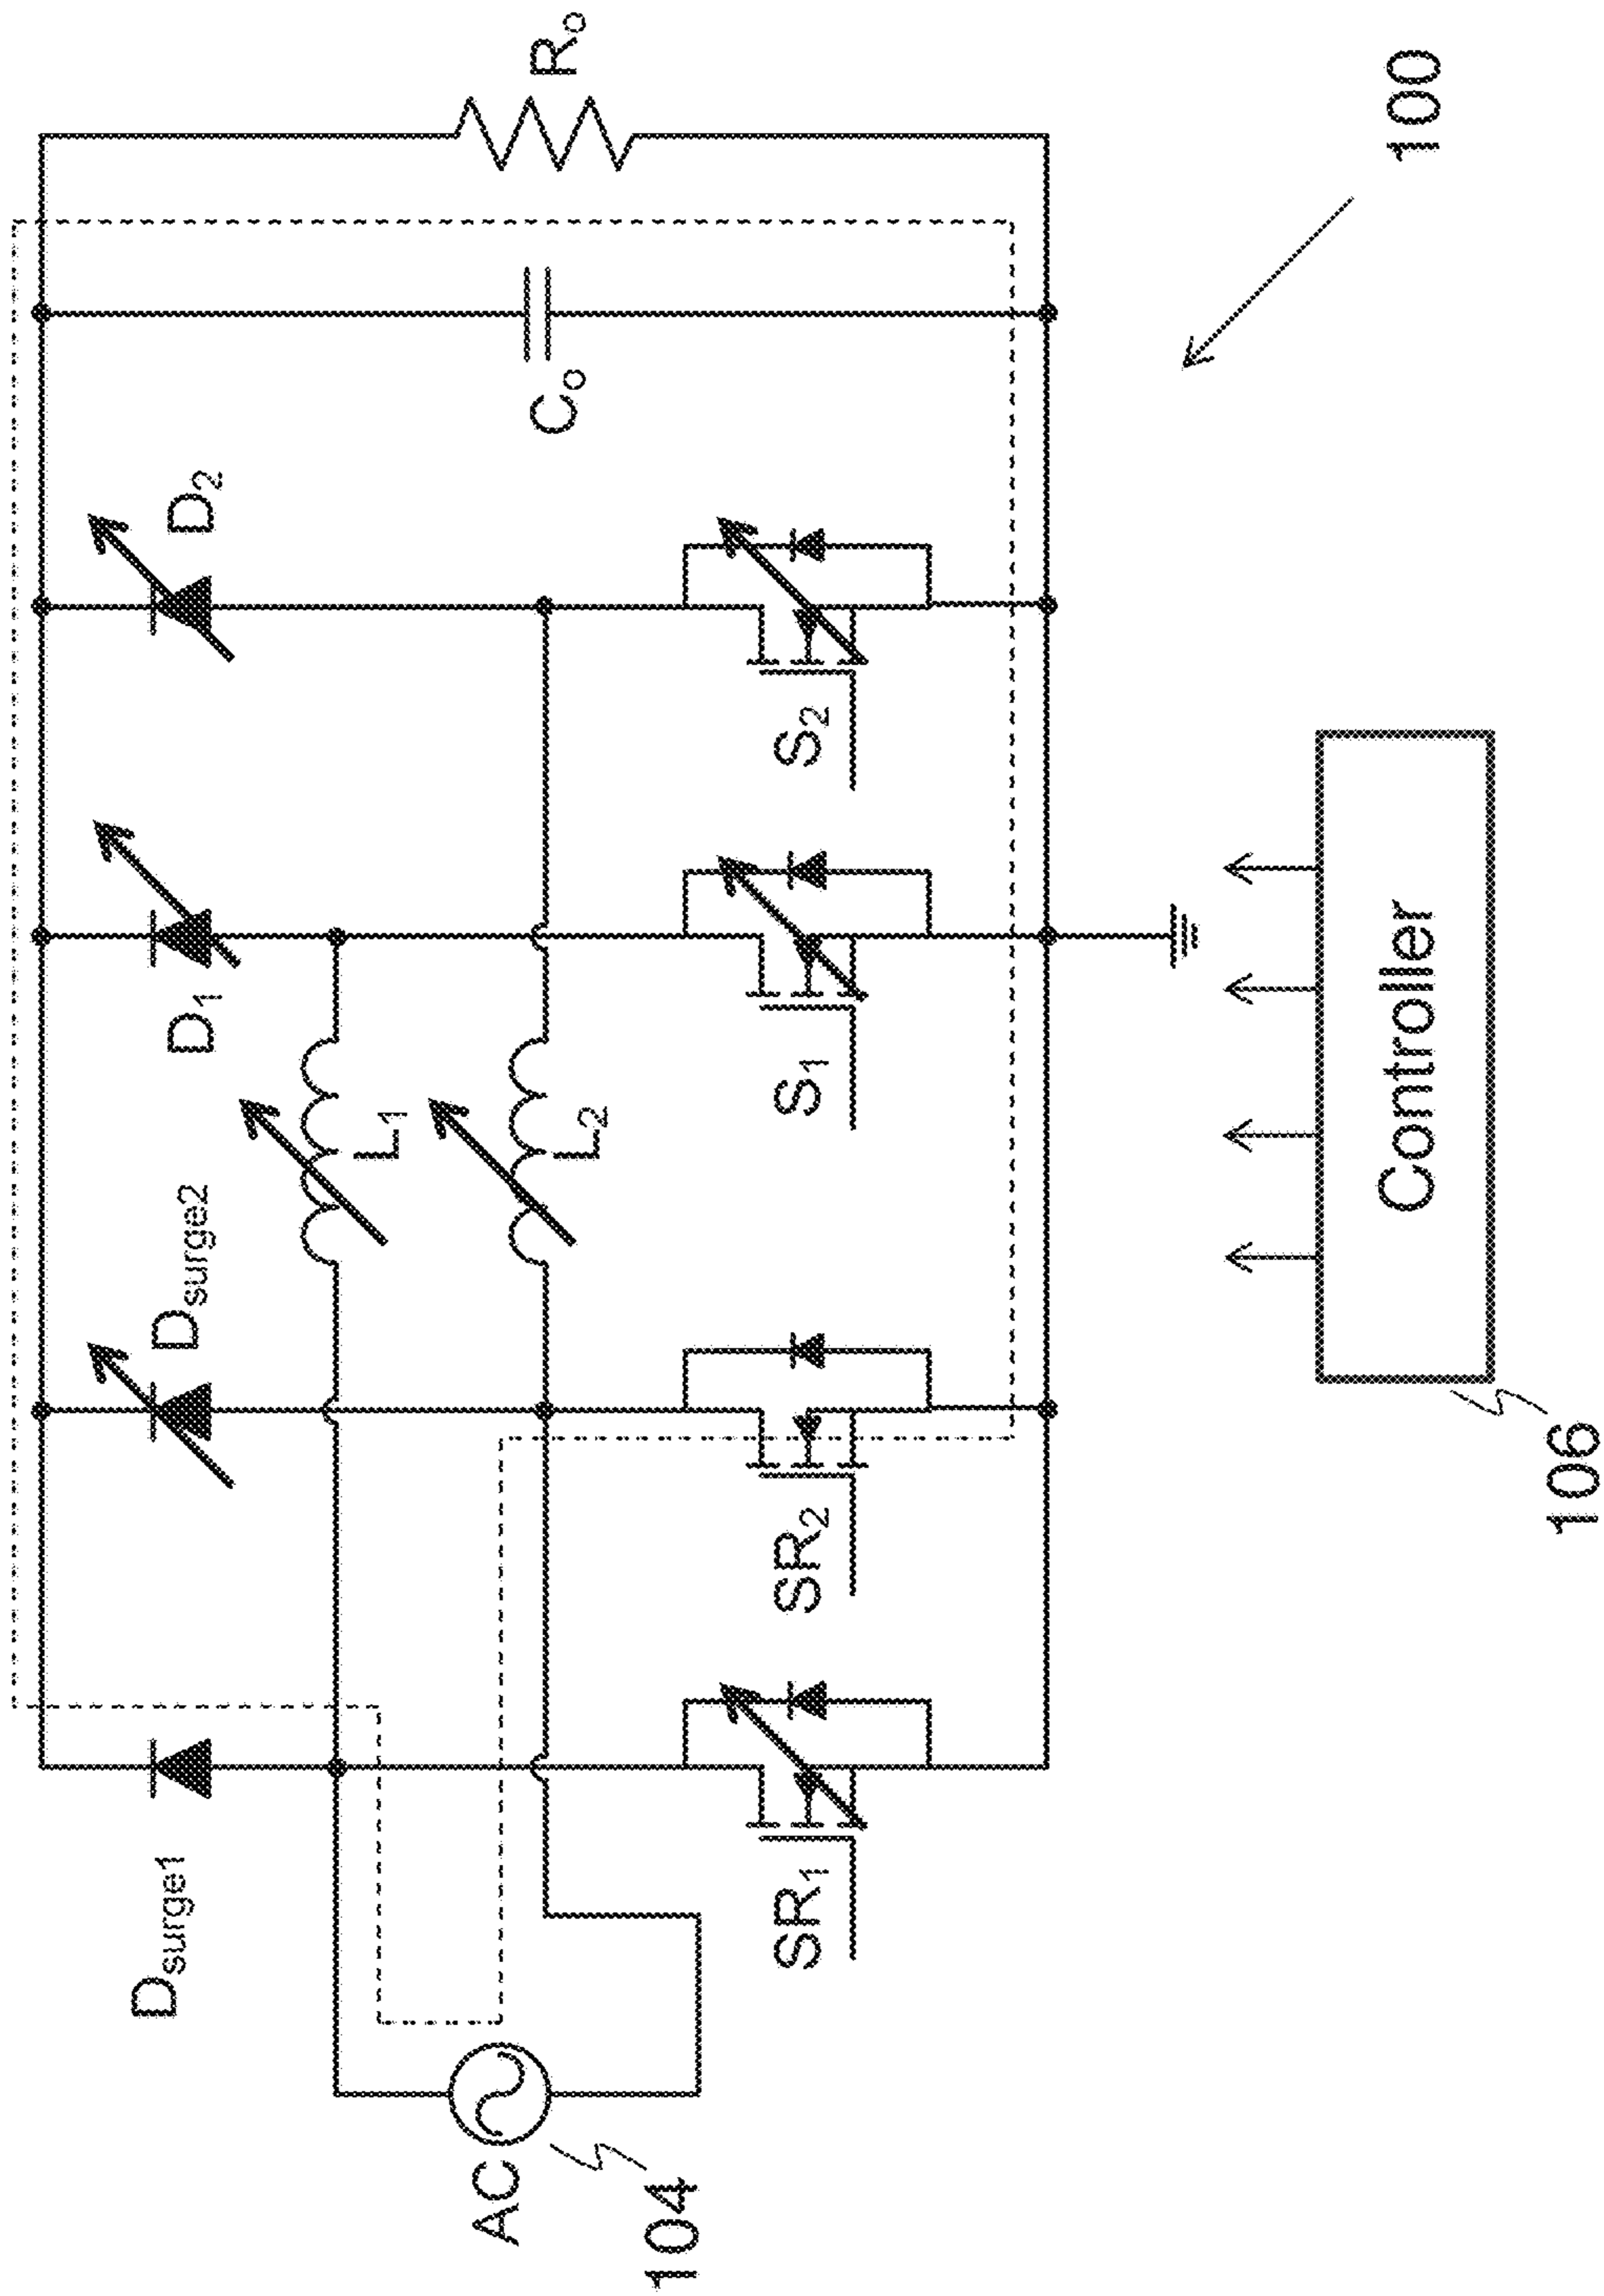 D₂
D₁
Dsurge2
Dsurge1
L₁
L₂
Cₒ
Rₒ
S₂
S₁
SR₂
SR₁
AC
104
100
Controller
106